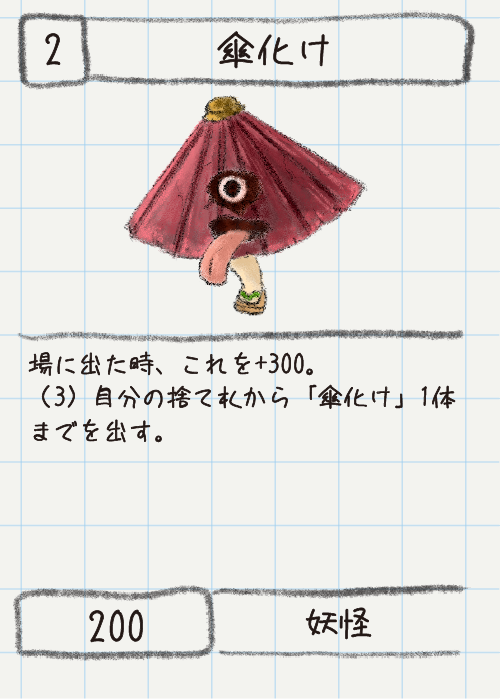 2
傘化け
場に出た時、これを+300。
（3）自分の捨て札から「傘化け」1体
までを出す。
200
妖怪